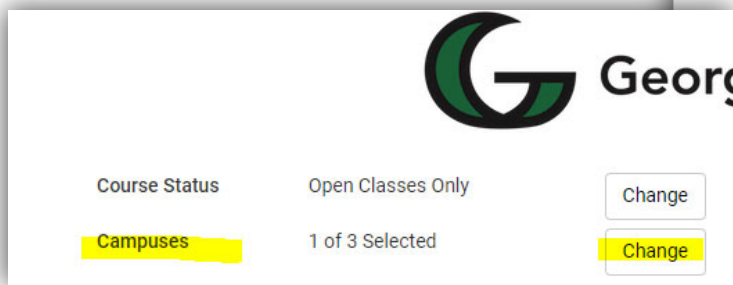 Georg
Course Status Open Classes Only Change
Campuses 1 of 3 Selected Change